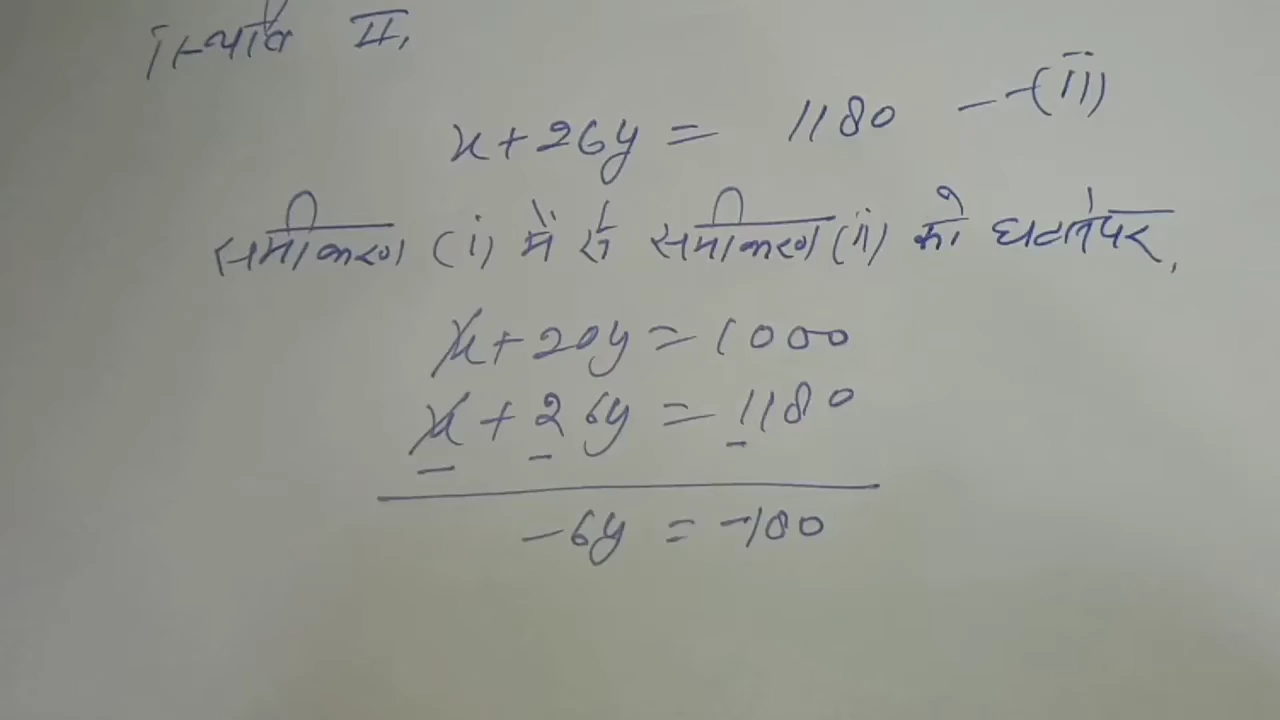 स्थिति II,
x + 26y = 1180 --(ii)
समीकरण (i) में से समीकरण (ii) को घटानेपर,
x + 20y = 1000
x + 26y = 1180
- - -
-6y = -180